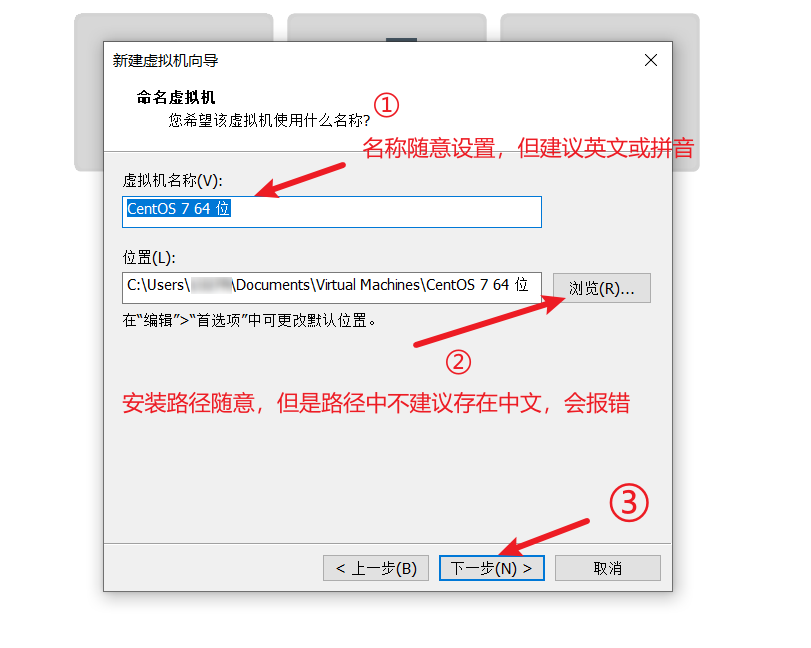 新建虚拟机向导
命名虚拟机
您希望该虚拟机使用什么名称?
①
名称随意设置，但建议英文或拼音
虚拟机名称(V):
CentOS 7 64 位
位置(L):
C:\Users\ \Documents\Virtual Machines\CentOS 7 64 位
浏览(R)...
在“编辑”>“首选项”中可更改默认位置。
②
安装路径随意，但是路径中不建议存在中文，会报错
③
< 上一步(B)
下一步(N) >
取消